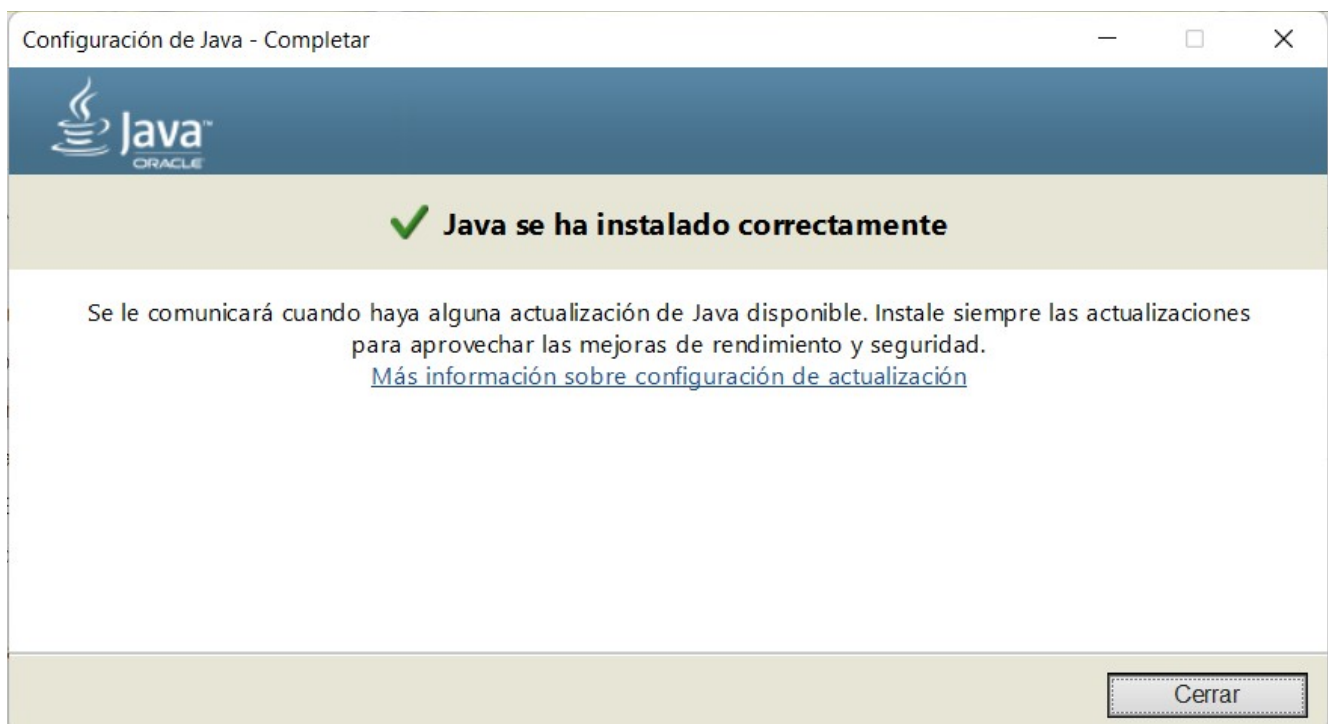 Configuración de Java - Completar
Java™
ORACLE
Java se ha instalado correctamente
Se le comunicará cuando haya alguna actualización de Java disponible. Instale siempre las actualizaciones
para aprovechar las mejoras de rendimiento y seguridad.
Más información sobre configuración de actualización
Cerrar